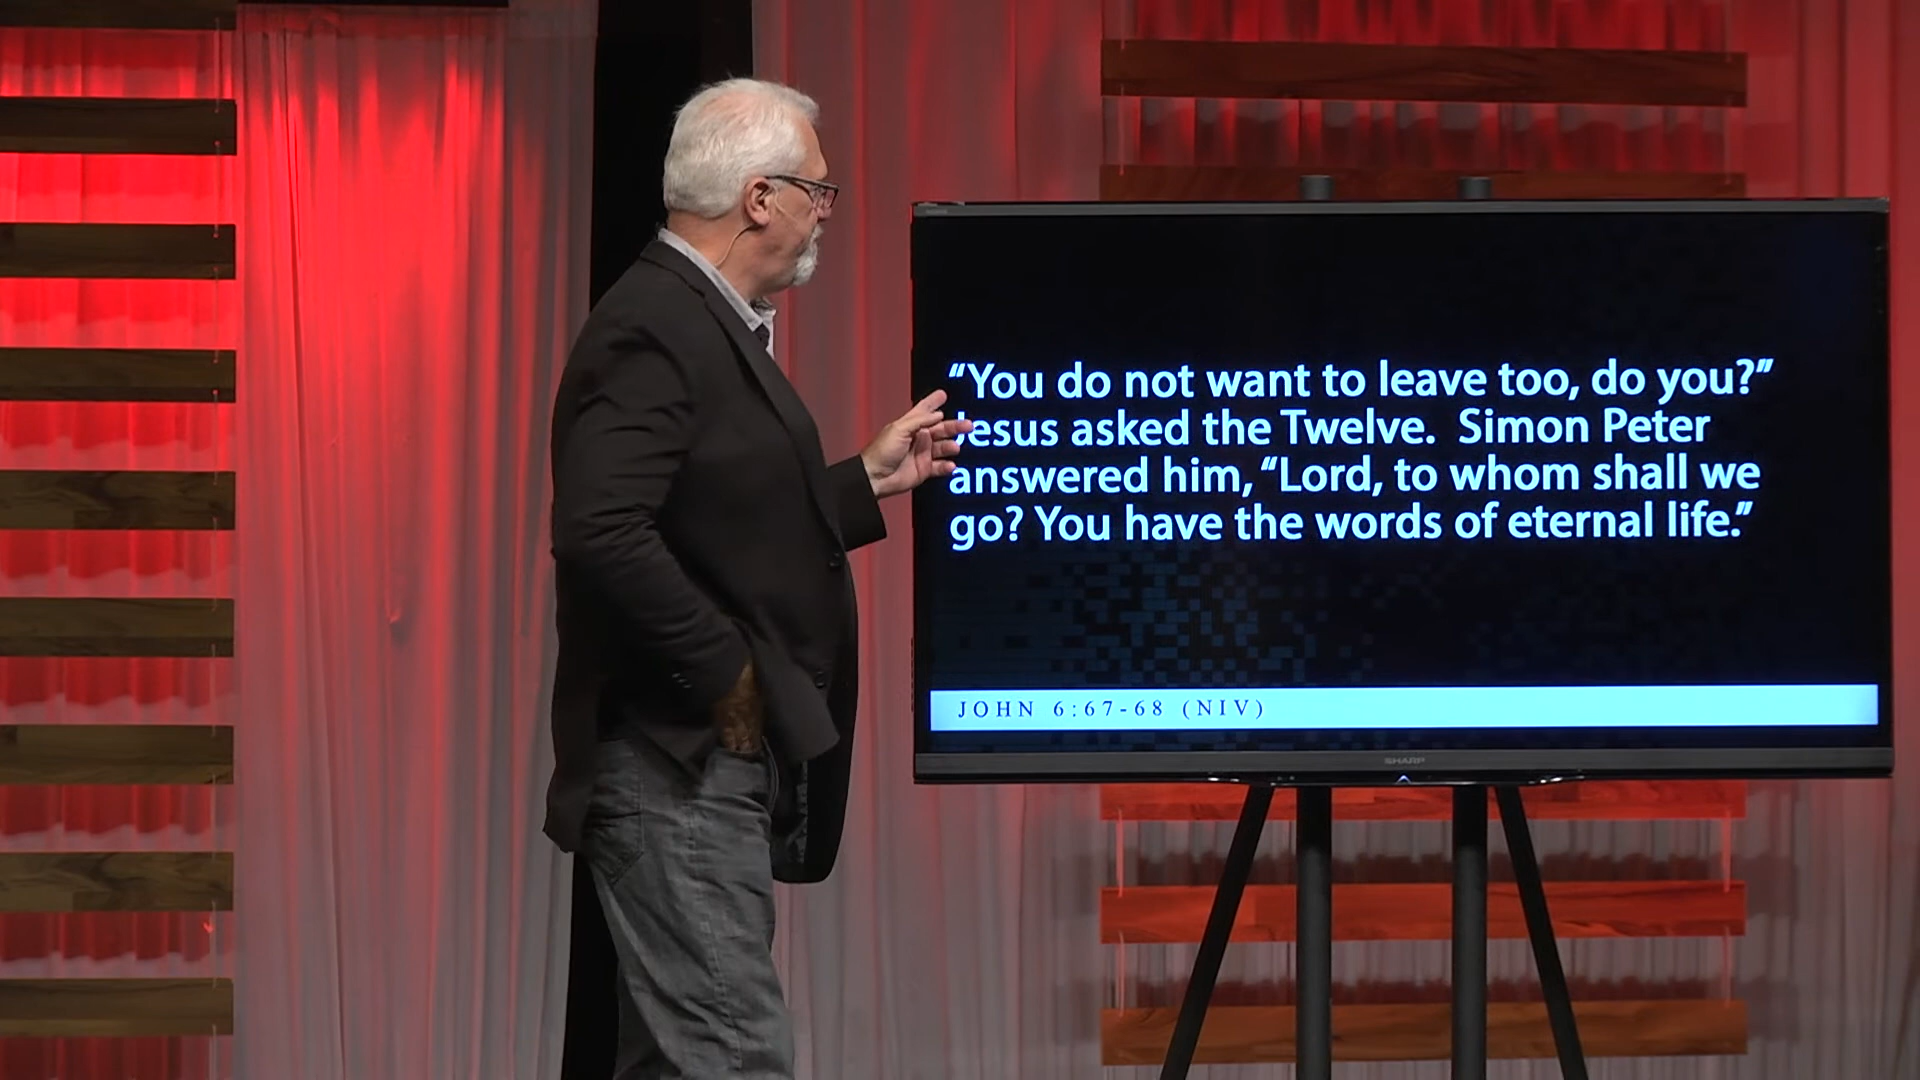 “You do not want to leave too, do you?”
Jesus asked the Twelve.  Simon Peter
answered him, “Lord, to whom shall we
go? You have the words of eternal life.”
JOHN 6:67-68 (NIV)
SHARP